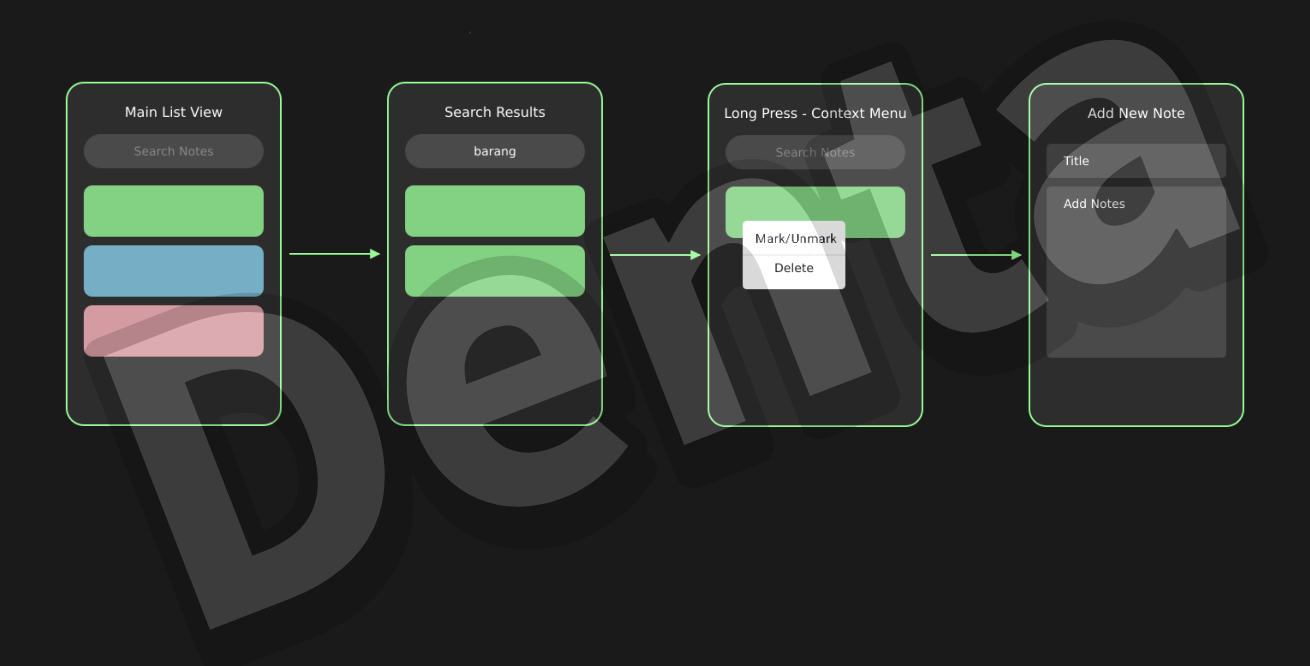 Main List View
Search Notes
Search Results
barang
Long Press - Context Menu
Search Notes
Mark/Unmark
Delete
Add New Note
Title
Add Notes
Denta